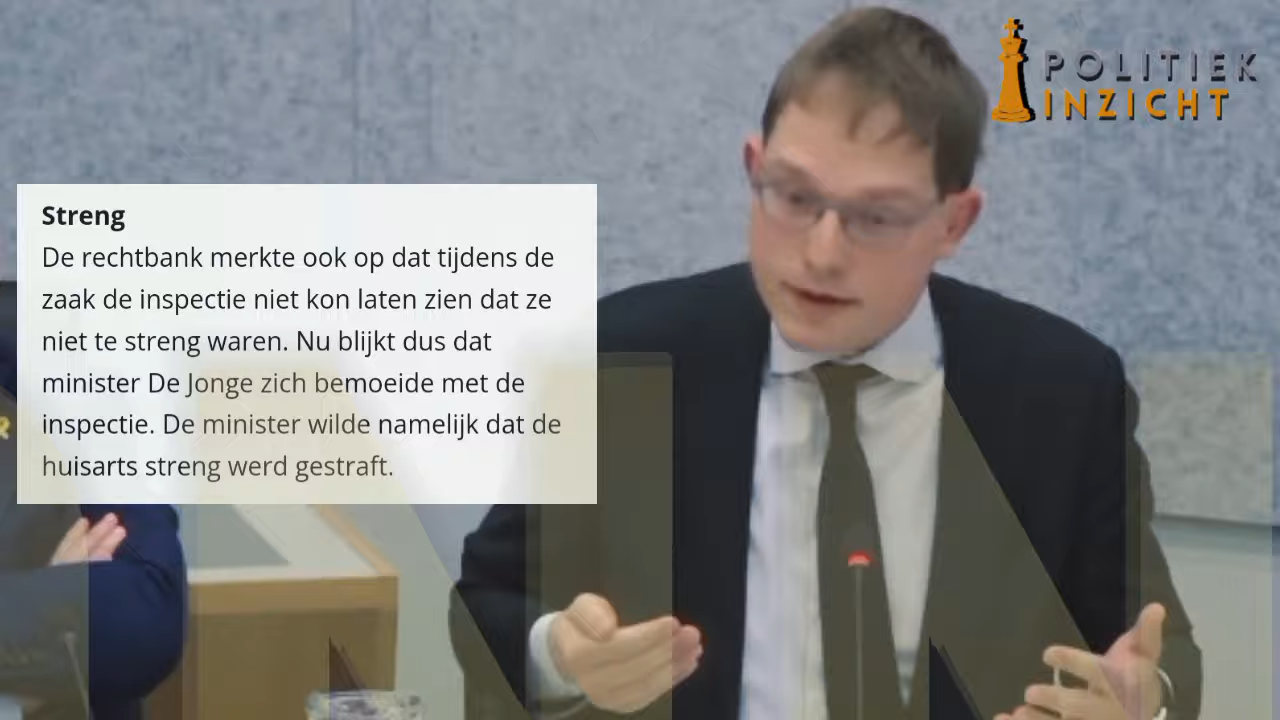 POLITIEK
INZICHT
Streng
De rechtbank merkte ook op dat tijdens de
zaak de inspectie niet kon laten zien dat ze
niet te streng waren. Nu blijkt dus dat
minister De Jonge zich bemoeide met de
inspectie. De minister wilde namelijk dat de
huisarts streng werd gestraft.